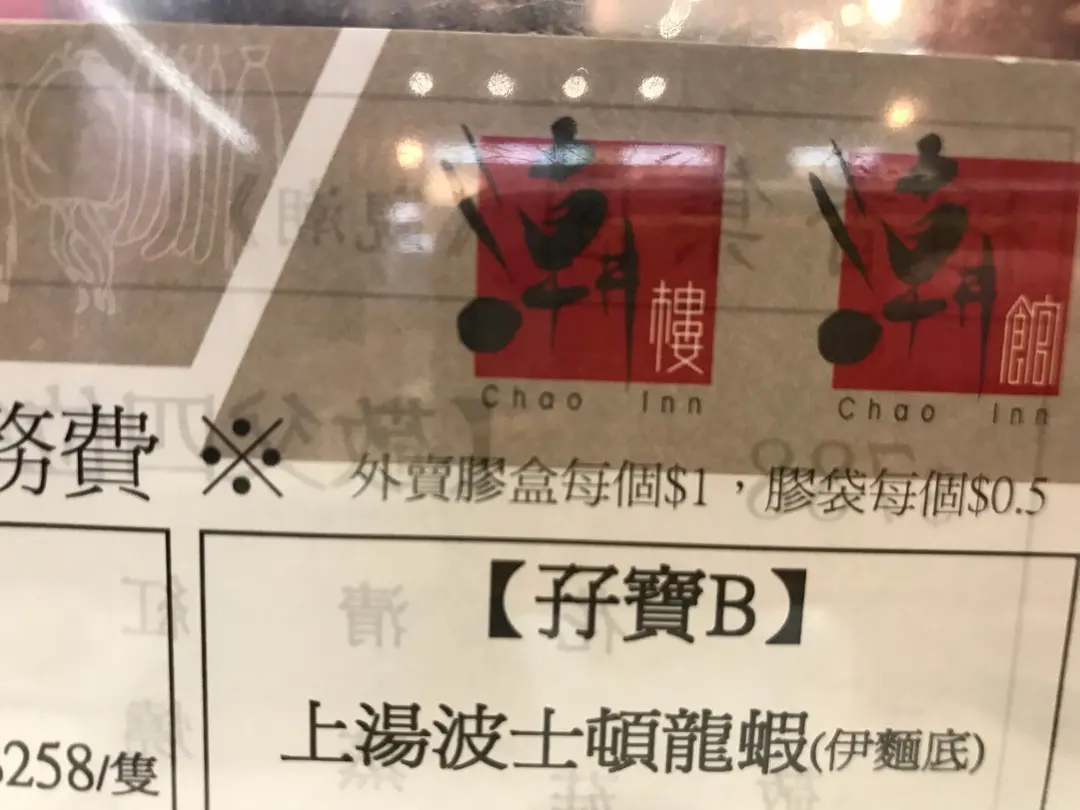 潮樓
Chao Inn
潮館
Chao Inn
務費 ※ 外賣膠盒每個$1，膠袋每個$0.5
【孖寶B】
上湯波士頓龍蝦(伊麵底)
$258/隻